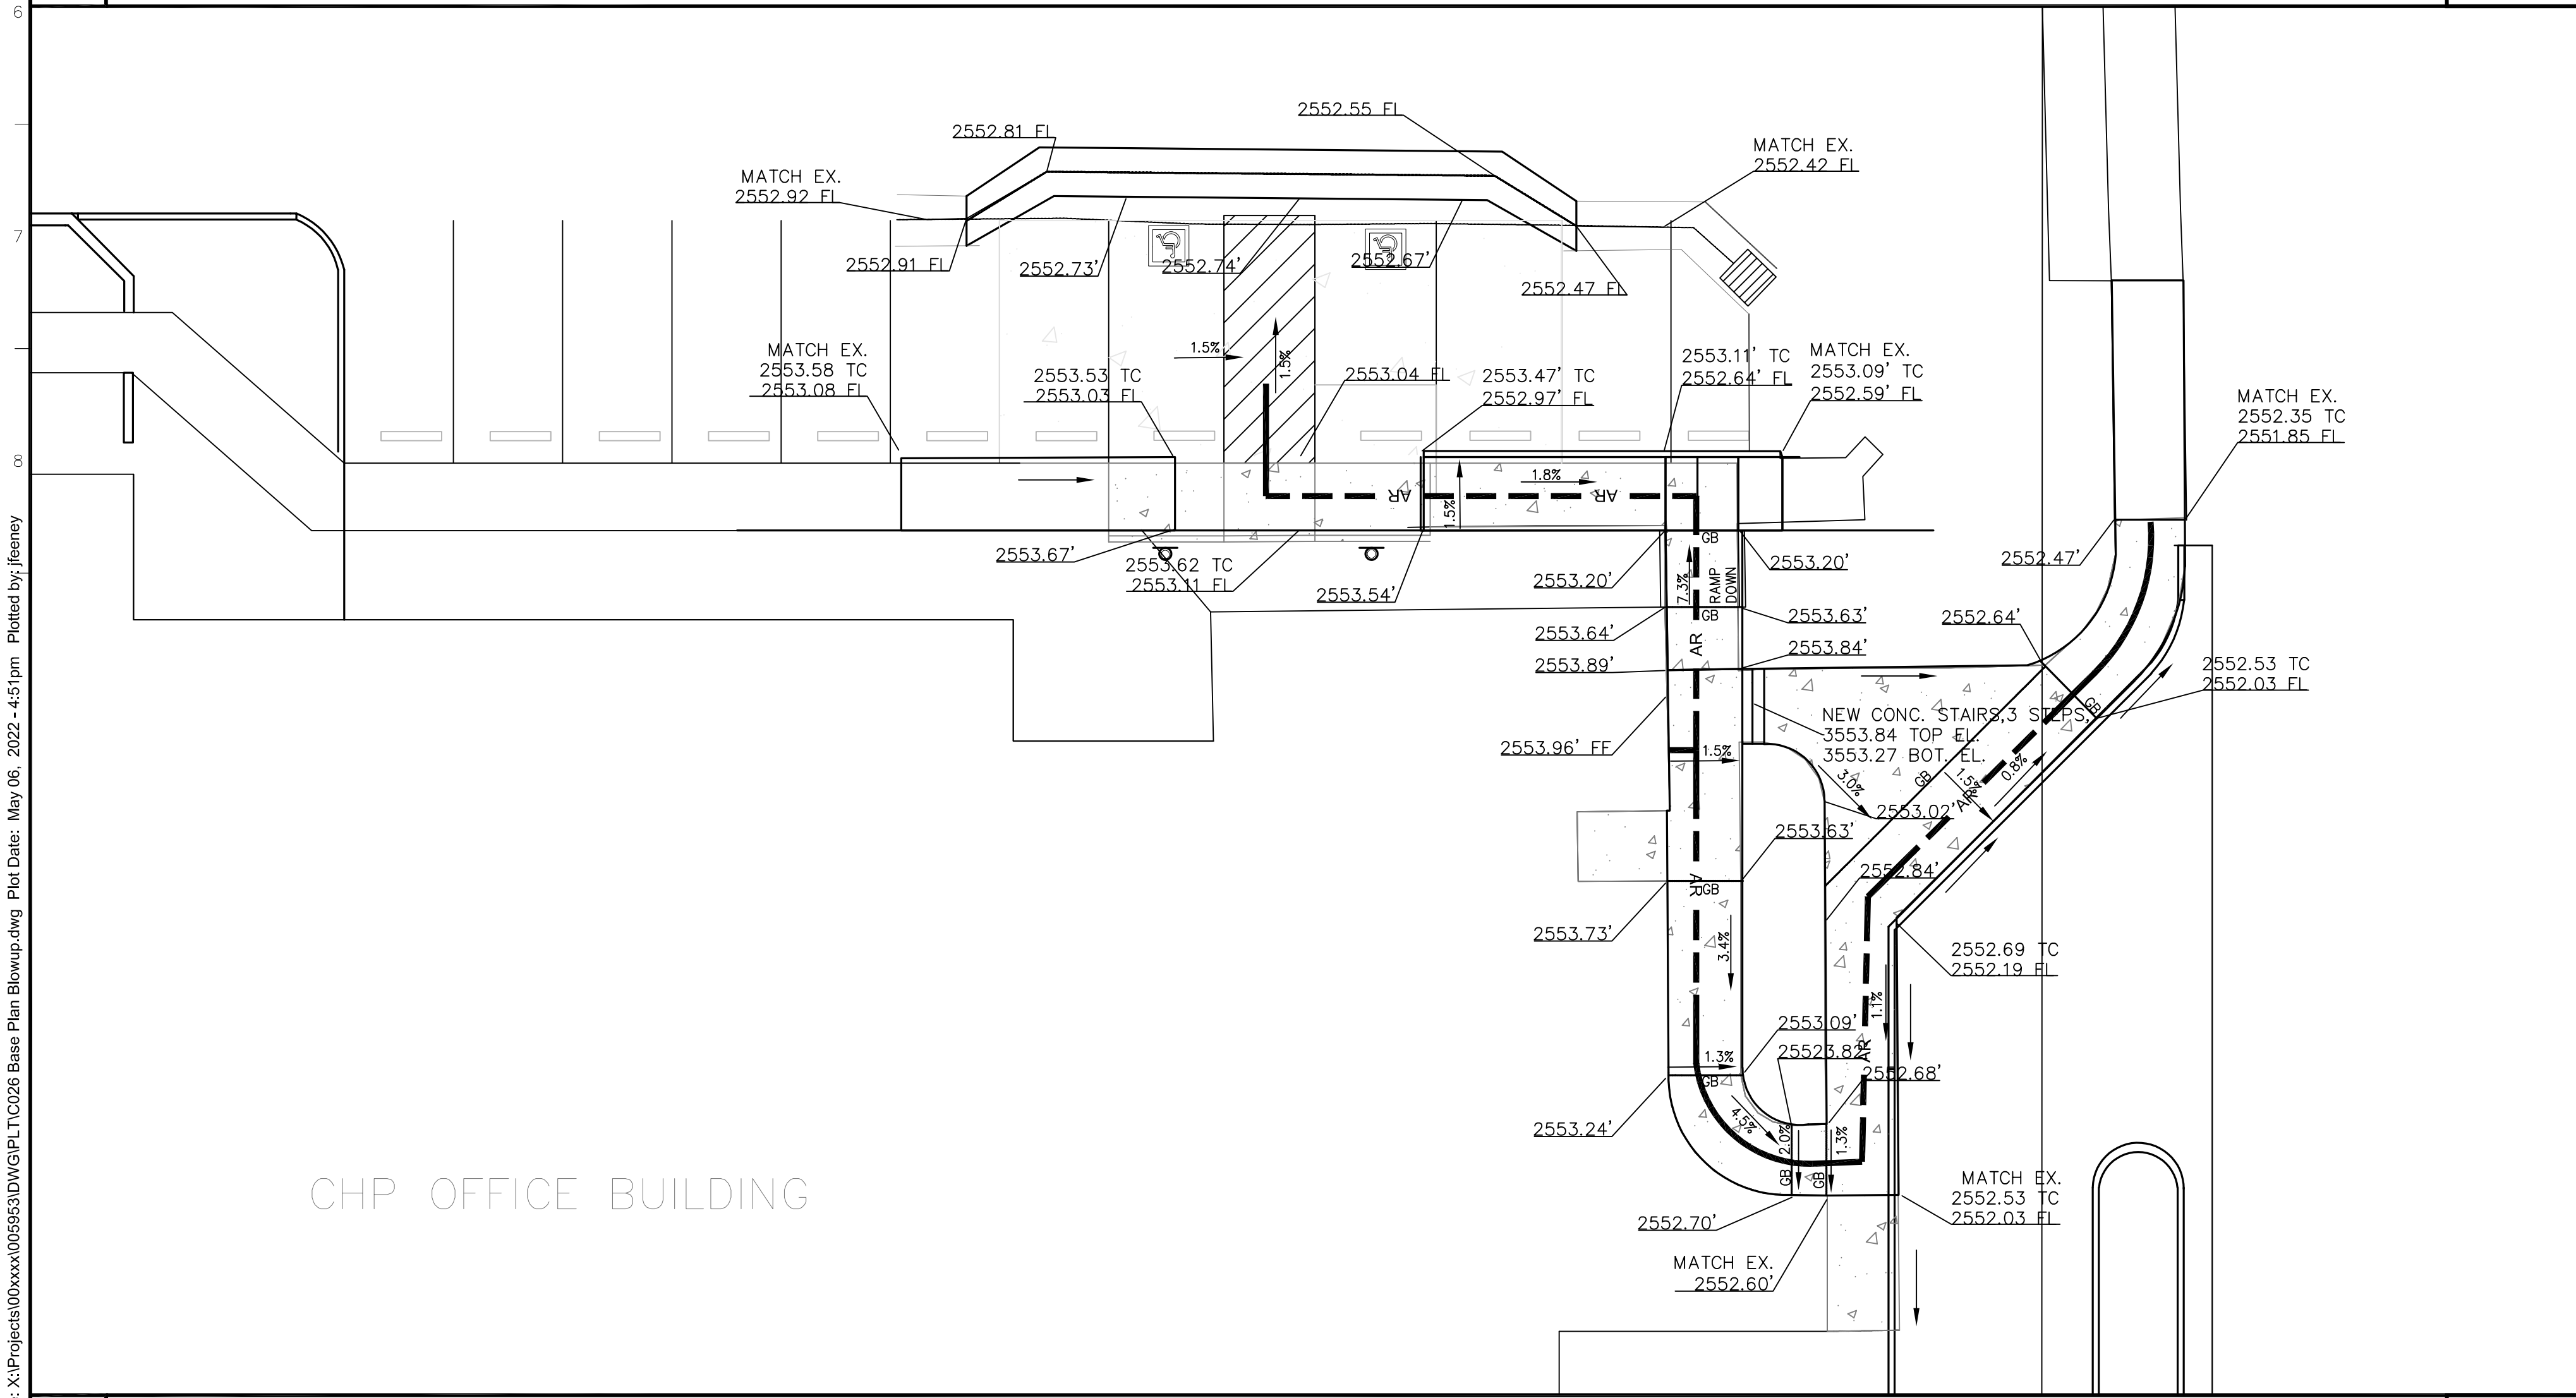 6
7
8
: X:\Projects\00xxxx\005953\DWG\PLT\C026 Base Plan Blowup.dwg  Plot Date:  May 06,  2022 - 4:51pm   Plotted by: jfeeney
2552.55 FL
2552.81 FL
MATCH EX.
2552.42 FL
MATCH EX.
2552.92 FL
2552.91 FL
2552.73'
2552.74'
2552.67'
2552.47 FL
1.5%
1.5%
MATCH EX.
2553.58 TC
2553.08 FL
2553.53 TC
2553.03 FL
2553.04 FL
2553.47' TC
2552.97' FL
2553.11' TC
2552.64' FL
MATCH EX.
2553.09' TC
2552.59' FL
MATCH EX.
2552.35 TC
2551.85 FL
1.8%
AR
AR
1.5%
2553.67'
2553.62 TC
2553.11 FL
2553.54'
2553.20'
GB
2553.20'
7.3%
RAMP
DOWN
2552.47'
GB
2553.63'
2553.64'
2552.64'
AR
2553.84'
2553.89'
2552.53 TC
2552.03 FL
GB
NEW CONC. STAIRS,3 STEPS,
3553.84 TOP EL.
3553.27 BOT. EL.
2553.96' FF
1.5%
3.0%
GB
1.5%
0.8%
AR
2553.02'
2553.63'
2552.84'
AR
GB
2553.73'
3.4%
2552.69 TC
2552.19 FL
1.1%
2553.09'
25523.82'
AR
2552.68'
1.3%
GB
2553.24'
4.5%
2.0%
1.3%
GB
GB
MATCH EX.
2552.53 TC
2552.03 FL
2552.70'
MATCH EX.
2552.60'
CHP OFFICE BUILDING